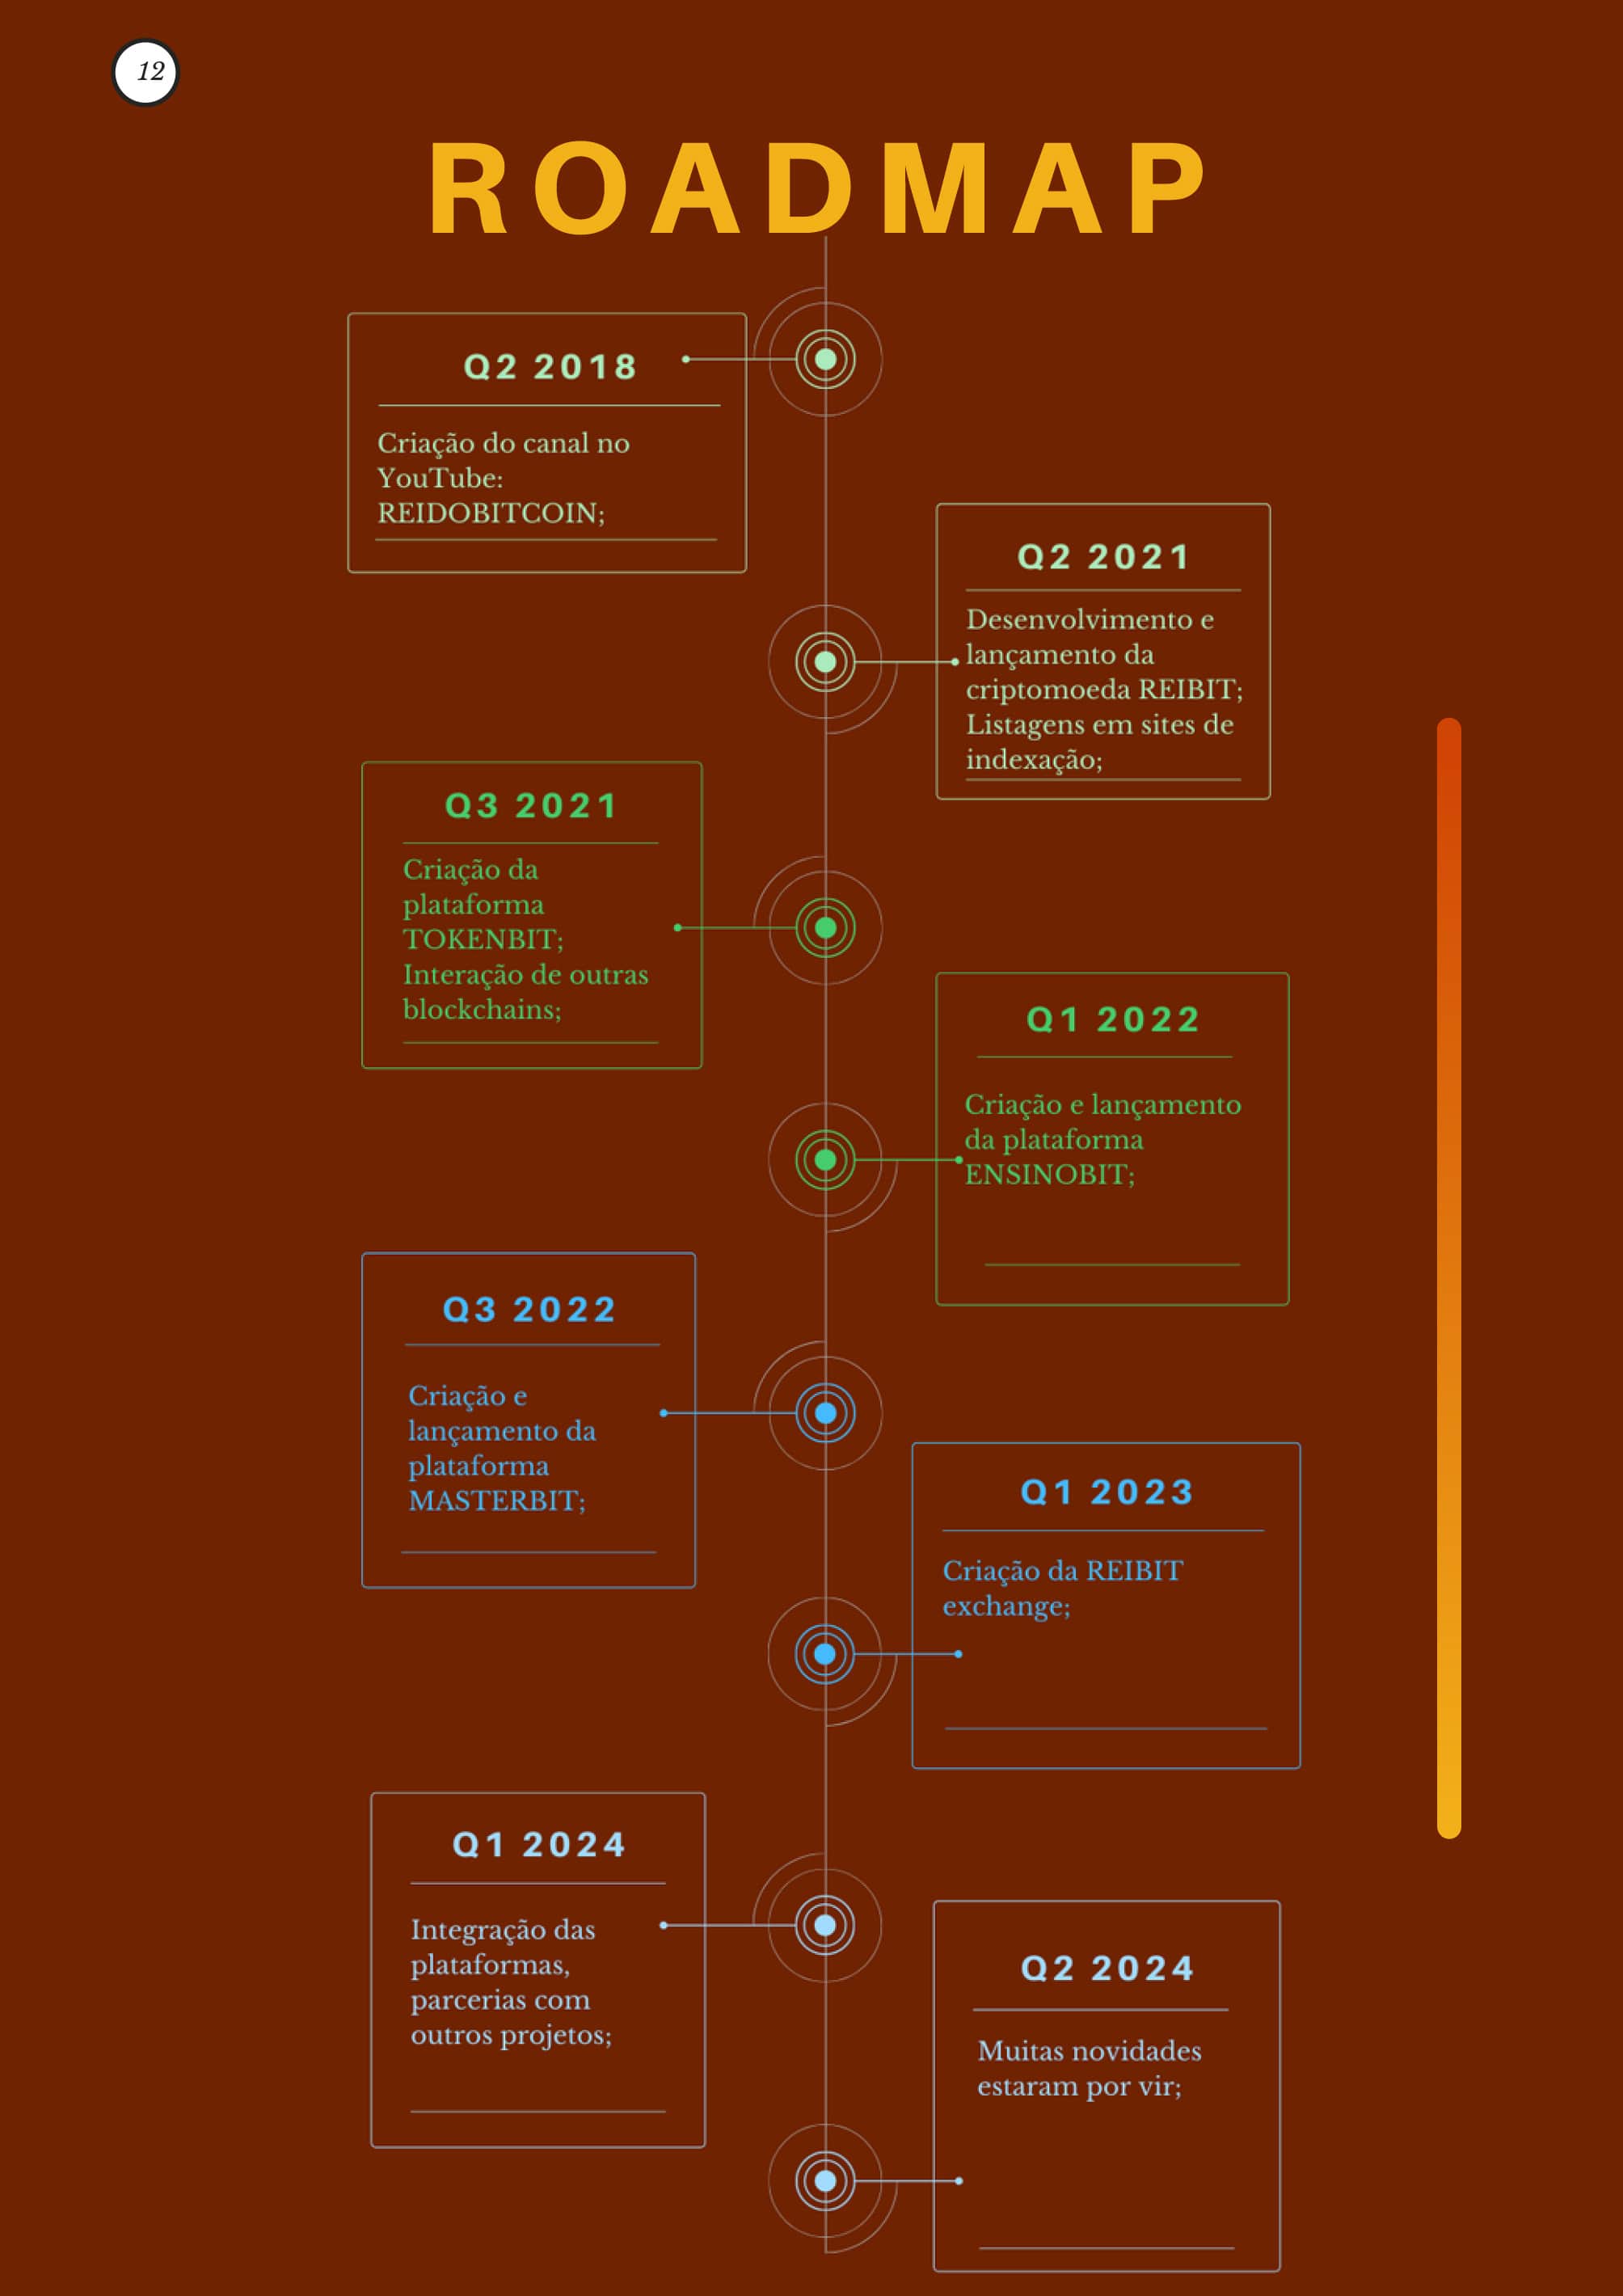 12
ROADMAP
Q2 2018
Criação do canal no
YouTube:
REIDOBITCOIN;
Q2 2021
Desenvolvimento e
lançamento da
criptomoeda REIBIT;
Listagens em sites de
indexação;
Q3 2021
Criação da
plataforma
TOKENBIT;
Interação de outras
blockchains;
Q1 2022
Criação e lançamento
da plataforma
ENSINOBIT;
Q3 2022
Criação e
lançamento da
plataforma
MASTERBIT;
Q1 2023
Criação da REIBIT
exchange;
Q1 2024
Integração das
plataformas,
parcerias com
outros projetos;
Q2 2024
Muitas novidades
estaram por vir;